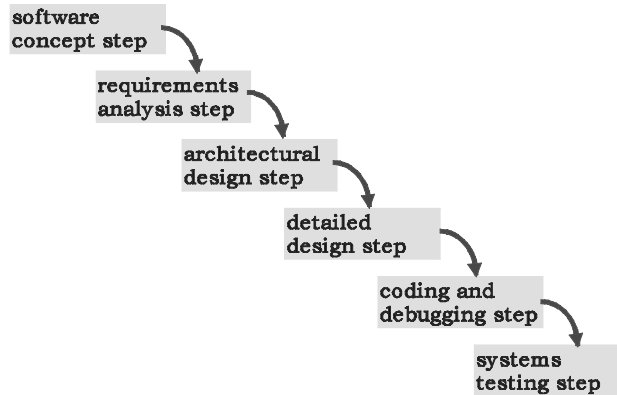 software
concept step
requirements
analysis step
architectural
design step
detailed
design step
coding and
debugging step
systems
testing step